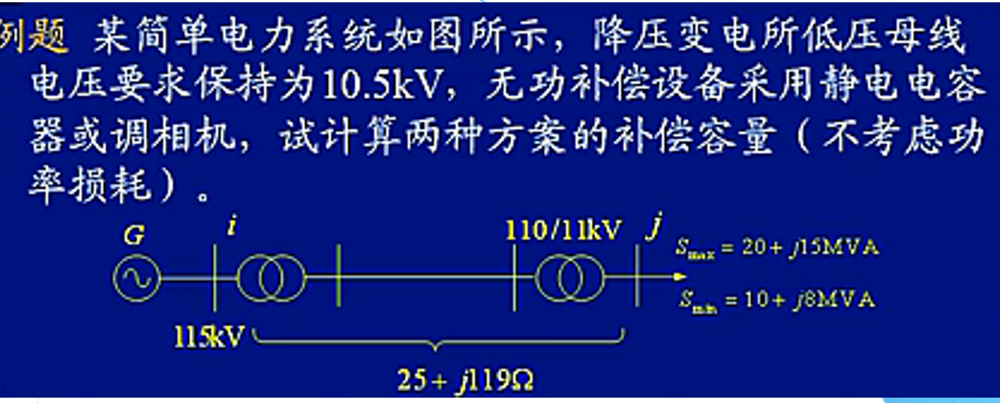 例题 某简单电力系统如图所示，降压变电所低压母线
电压要求保持为10.5kV，无功补偿设备采用静电电容
器或调相机，试计算两种方案的补偿容量（不考虑功
率损耗）。
G
i
110/11kV
j
Smax = 20+ j15MVA
Smin = 10+ j8MVA
115kV
25+ j119Ω